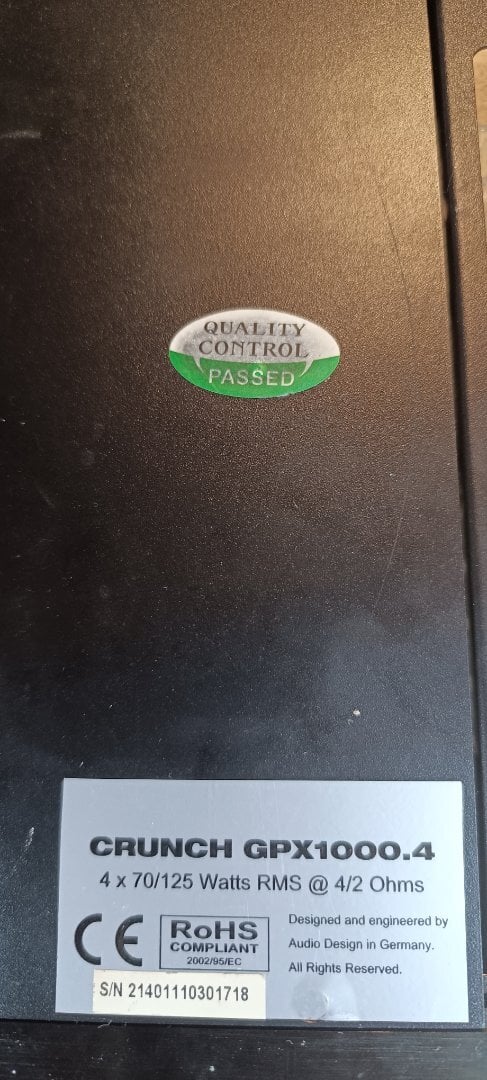 QUALITY
CONTROL
PASSED
CRUNCH GPX1000.4
4 x 70/125 Watts RMS @ 4/2 Ohms
CE
RoHS
COMPLIANT
2002/95/EC
Designed and engineered by
Audio Design in Germany.
All Rights Reserved.
S/N 21401110301718